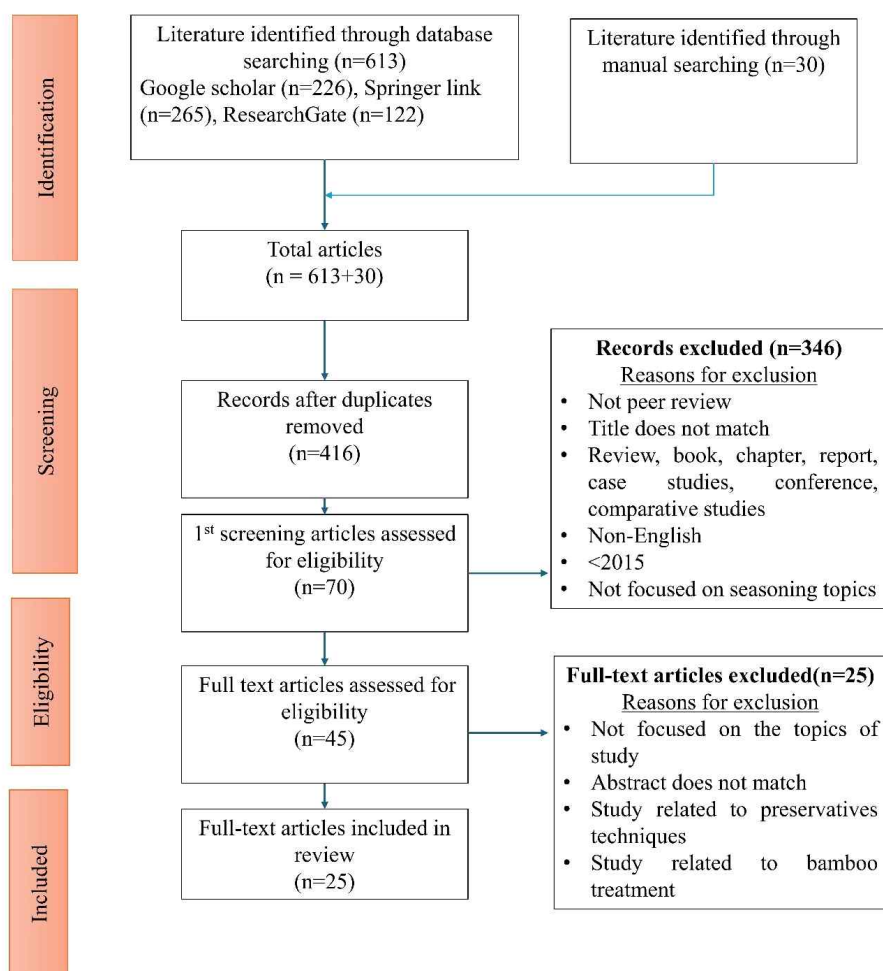 Identification
Literature identified through database
searching (n=613)
Google scholar (n=226), Springer link
(n=265), ResearchGate (n=122)
Literature identified through
manual searching (n=30)
Total articles
(n = 613+30)
Screening
Records after duplicates
removed
(n=416)
1st screening articles assessed
for eligibility
(n=70)
Records excluded (n=346)
Reasons for exclusion
• Not peer review
• Title does not match
• Review, book, chapter, report,
case studies, conference,
comparative studies
• Non-English
• <2015
• Not focused on seasoning topics
Eligibility
Full text articles assessed for
eligibility
(n=45)
Full-text articles excluded(n=25)
Reasons for exclusion
• Not focused on the topics of
study
• Abstract does not match
• Study related to preservatives
techniques
• Study related to bamboo
treatment
Included
Full-text articles included in
review
(n=25)